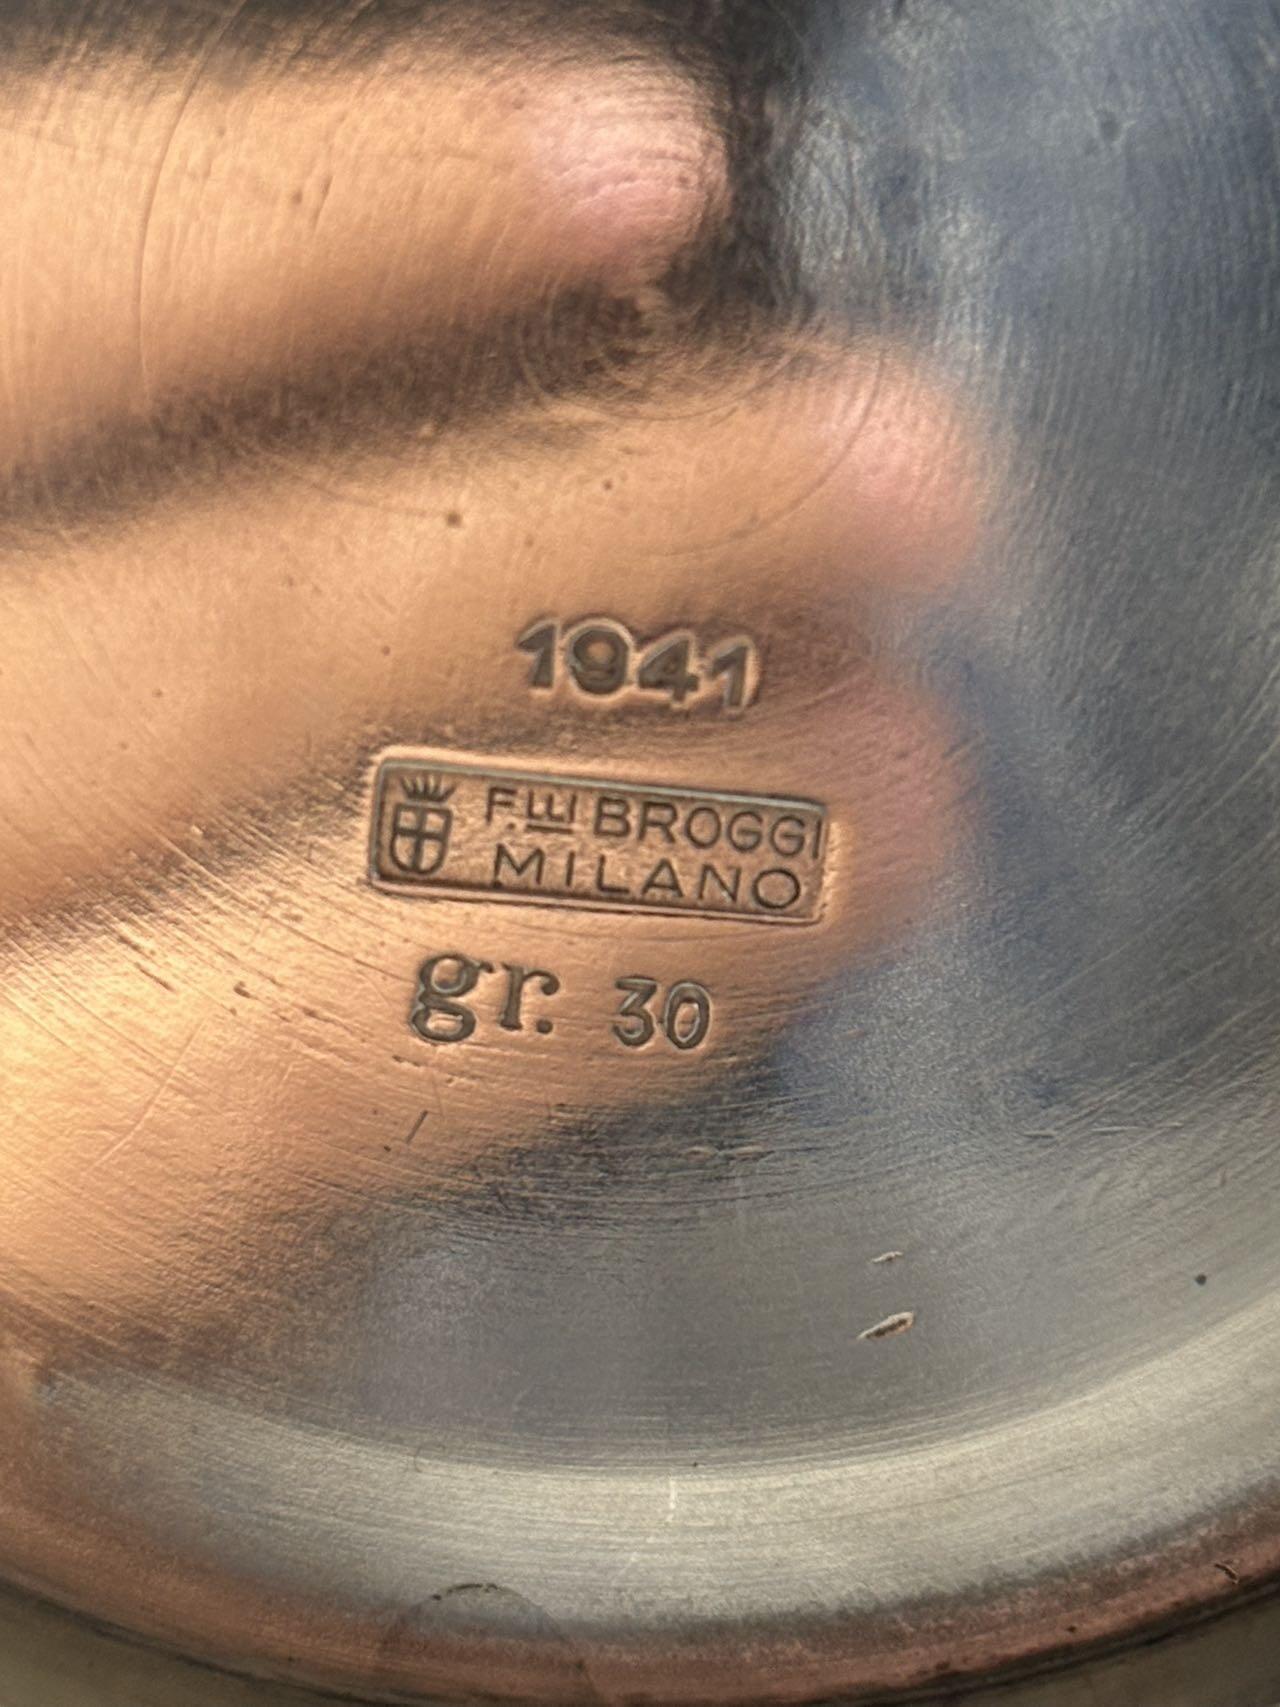 1941
F.LLI BROGGI
MILANO
gr. 30